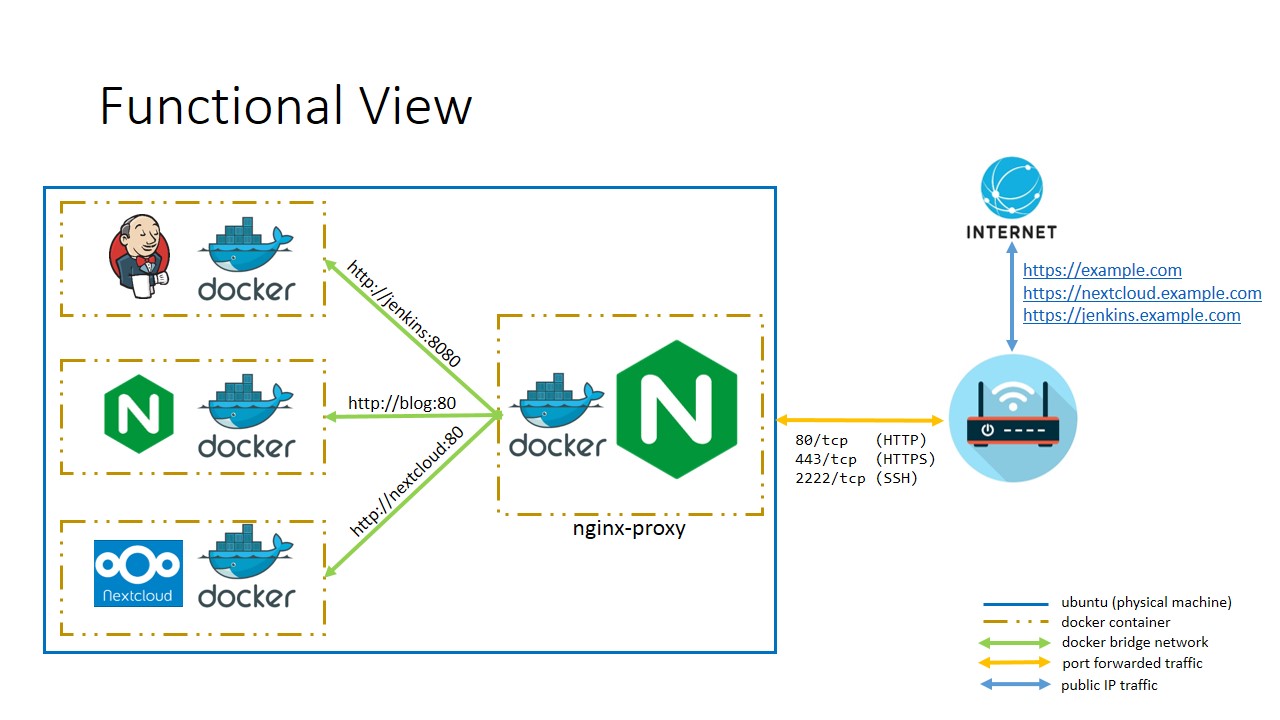 Functional View
INTERNET
https://example.com
https://nextcloud.example.com
https://jenkins.example.com
docker
http://jenkins:8080
docker
http://blog:80
docker
nginx-proxy
80/tcp (HTTP)
443/tcp (HTTPS)
2222/tcp (SSH)
Nextcloud
docker
http://nextcloud:80
ubuntu (physical machine)
docker container
docker bridge network
port forwarded traffic
public IP traffic